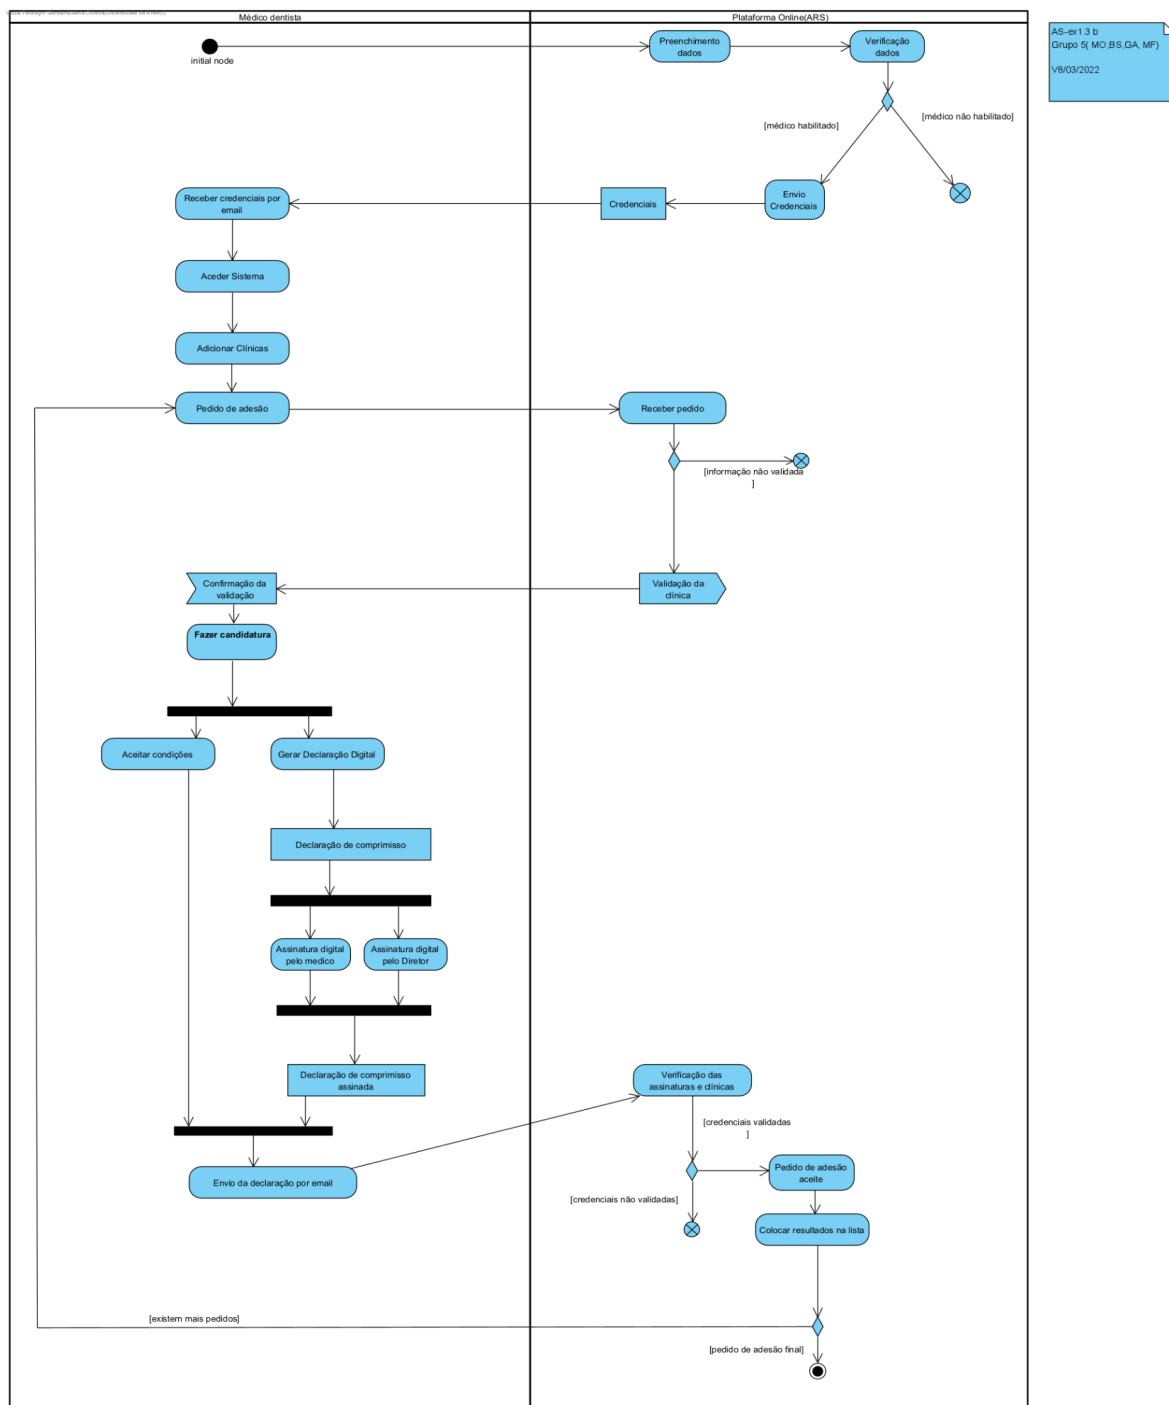 Médico dentista
Plataforma Online(ARS)
AS-ex1.3 b
Grupo 5( MO,BS,GA, MF)
V8/03/2022
initial node
Preenchimento
dados
Verificação
dados
[médico habilitado]
[médico não habilitado]
Receber credenciais por
email
Credenciais
Envio
Credenciais
Aceder Sistema
Adicionar Clínicas
Pedido de adesão
Receber pedido
[informação não validada
]
Confirmação da
validação
Validação da
clínica
Fazer candidatura
Aceitar condições
Gerar Declaração Digital
Declaração de comprimisso
Assinatura digital
pelo medico
Assinatura digital
pelo Diretor
Declaração de comprimisso
assinada
Verificação das
assinaturas e clínicas
[credenciais validadas
]
Envio da declaração por email
Pedido de adesão
aceite
[credenciais não validadas]
Colocar resultados na lista
[existem mais pedidos]
[pedido de adesão final]